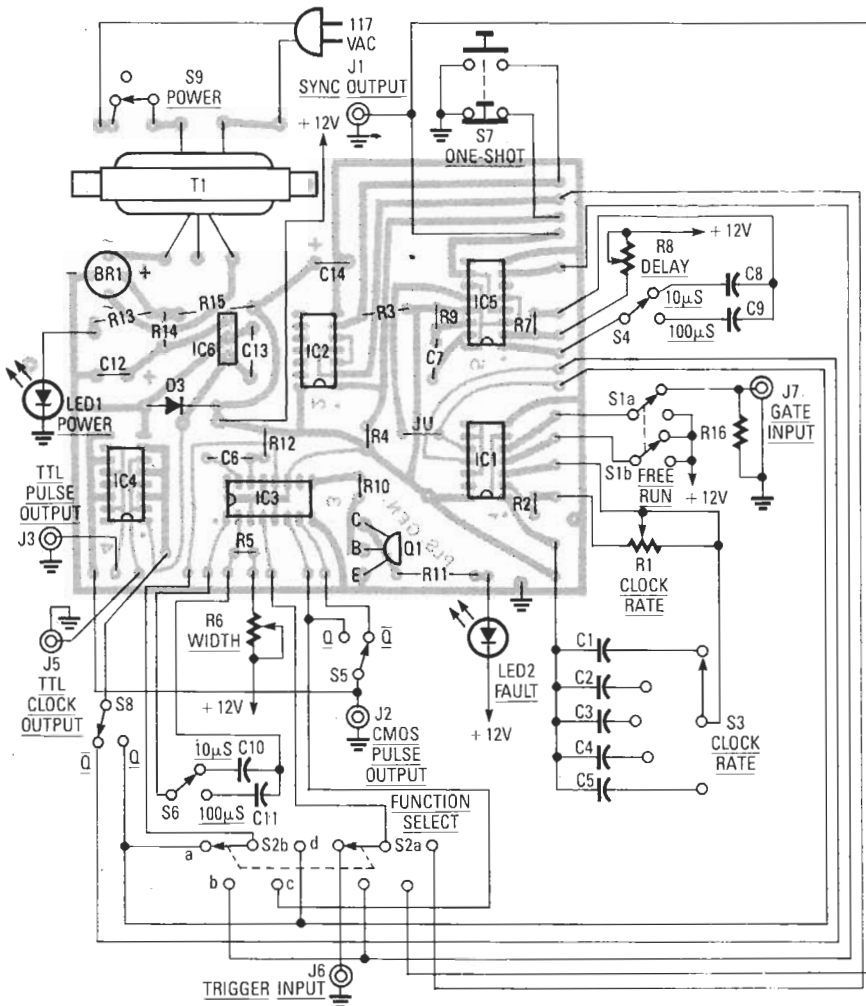 117
VAC
S9
POWER
J1
SYNC OUTPUT
+ 12V
S7
ONE-SHOT
T1
+ 12V
R8
DELAY
C8
10µS
C9
S4
100µS
BR1
+
+
C14
IC5
R13
R15
R14
R3
R9
R7
IC6
C13
IC2
C7
C12
+
D3
LED1
POWER
S1a
J7
GATE
INPUT
R16
S1b
FREE
RUN
+ 12V
R12
R4
JU
IC1
C6
IC4
IC3
R10
R2
TTL
PULSE
OUTPUT
J3
C
B
E
Q1
R5
R11
R1
CLOCK
RATE
J5
TTL
CLOCK
OUTPUT
R6
WIDTH
Q
Q̅
S5
LED2
FAULT
+ 12V
+ 12V
J2
CMOS
PULSE
OUTPUT
C1
C2
C3
C4
C5
S3
CLOCK
RATE
S8
Q̅
Q
10µS
C10
S6
100µS
C11
FUNCTION
SELECT
a
S2b
d
S2a
b
c
J6
TRIGGER INPUT